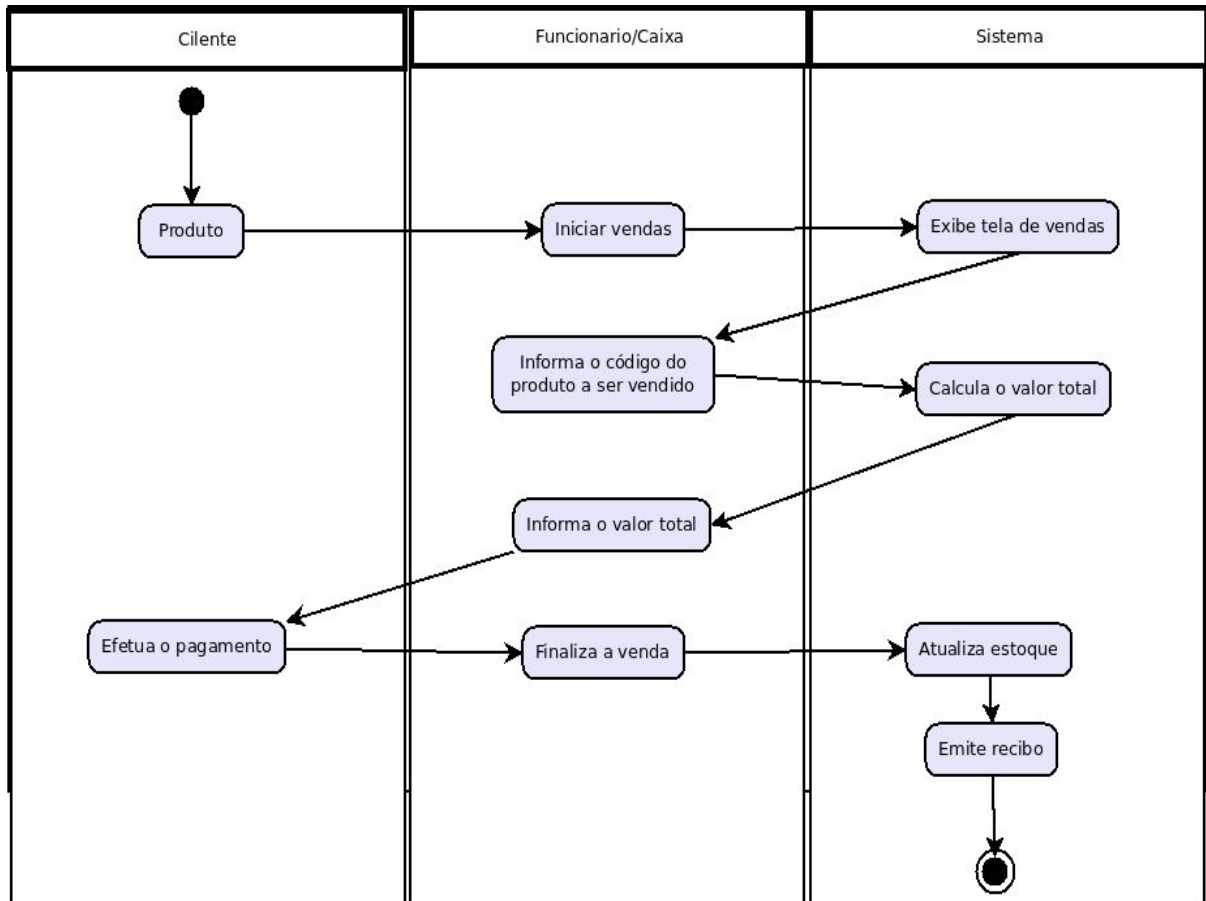 Cilente
Funcionario/Caixa
Sistema
Produto
Iniciar vendas
Exibe tela de vendas
Informa o código do
produto a ser vendido
Calcula o valor total
Informa o valor total
Efetua o pagamento
Finaliza a venda
Atualiza estoque
Emite recibo